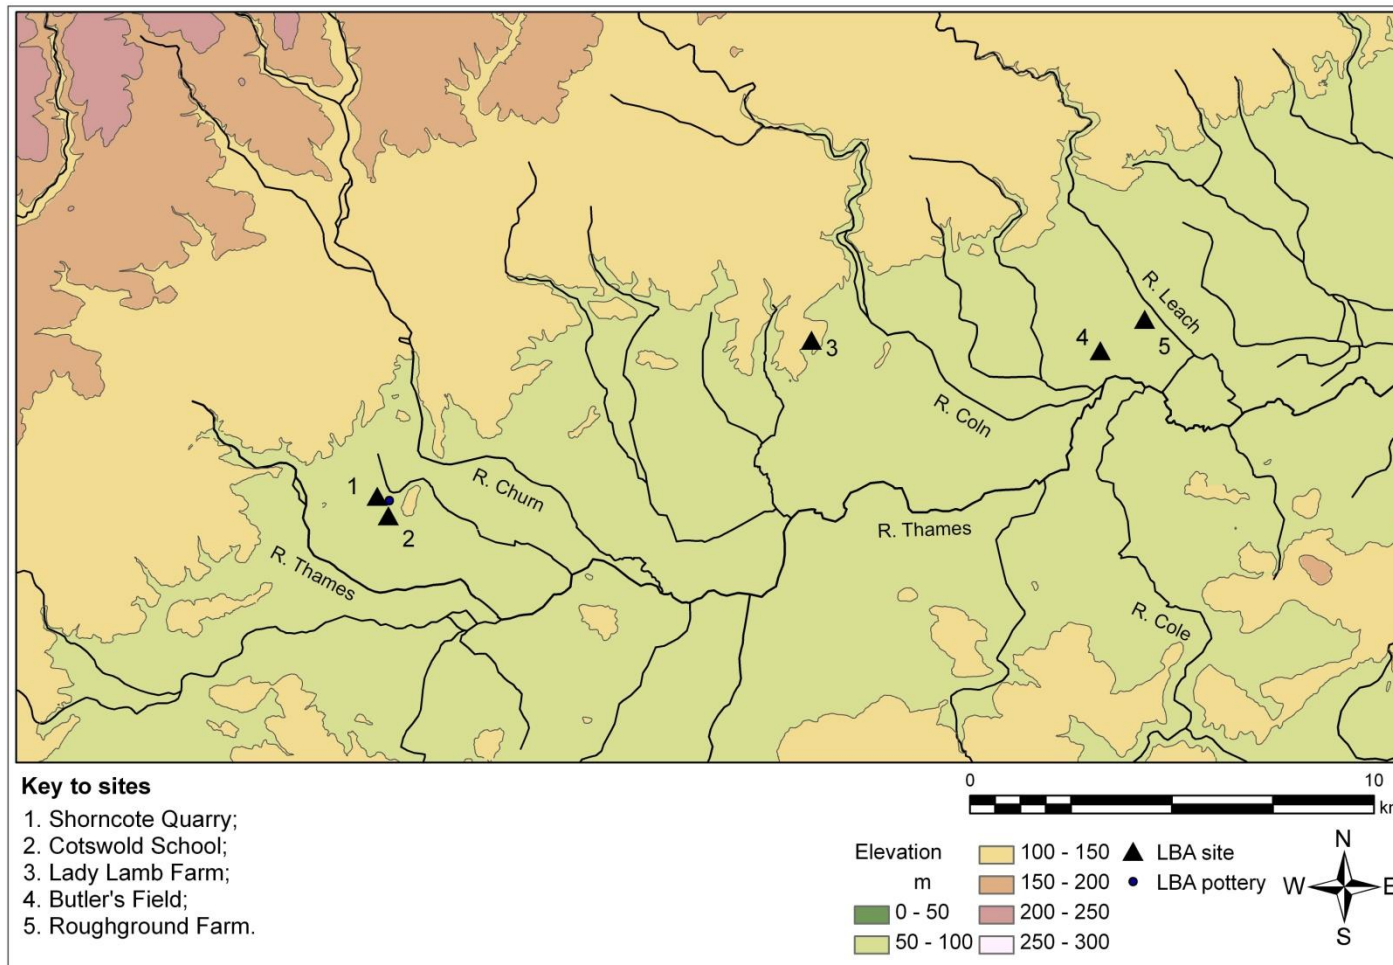 R. Leach
3
4
5
R. Coln
1
2
R. Churn
R. Thames
R. Thames
R. Cole
Key to sites
1. Shorncote Quarry;
2. Cotswold School;
3. Lady Lamb Farm;
4. Butler's Field;
5. Roughground Farm.
0 10
km
Elevation
m
0 - 50
50 - 100
100 - 150
150 - 200
200 - 250
250 - 300
LBA site
LBA pottery
N
W E
S